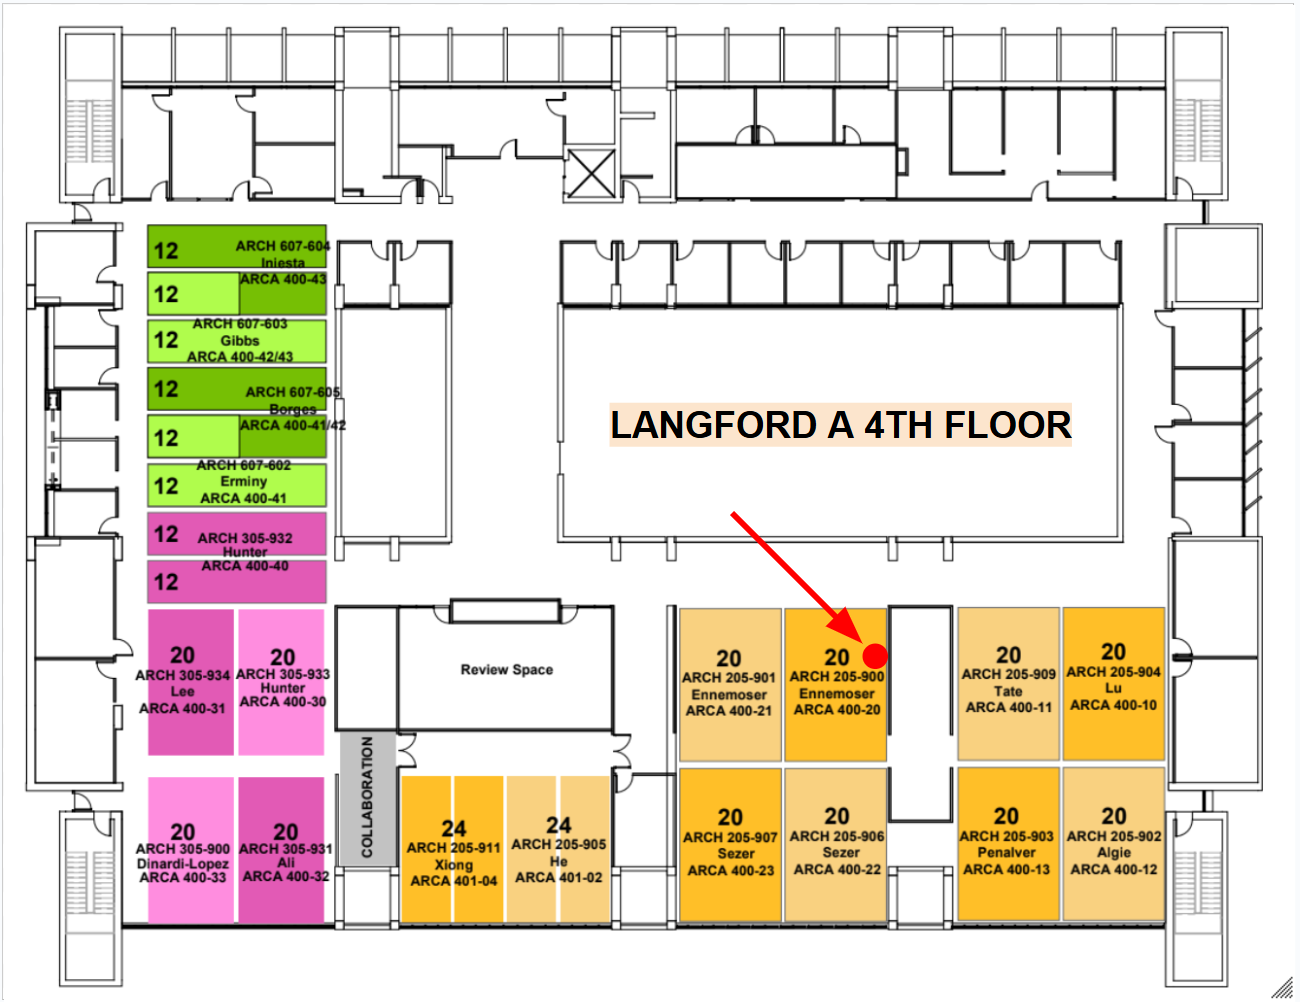 12
ARCH 607-604
Iniesta
ARCA 400-43
12
12
ARCH 607-603
Gibbs
ARCA 400-42/43
12
ARCH 607-605
Borges
ARCA 400-41/42
12
12
ARCH 607-602
Erminy
ARCA 400-41
12
ARCH 305-932
Hunter
ARCA 400-40
12
LANGFORD A 4TH FLOOR
20
ARCH 305-934
Lee
ARCA 400-31
20
ARCH 305-933
Hunter
ARCA 400-30
Review Space
20
ARCH 205-901
Ennemoser
ARCA 400-21
20
ARCH 205-900
Ennemoser
ARCA 400-20
20
ARCH 205-909
Tate
ARCA 400-11
20
ARCH 205-904
Lu
ARCA 400-10
20
ARCH 305-900
Dinardi-Lopez
ARCA 400-33
20
ARCH 305-931
Ali
ARCA 400-32
COLLABORATION
24
ARCH 205-911
Xiong
ARCA 401-04
24
ARCH 205-905
He
ARCA 401-02
20
ARCH 205-907
Sezer
ARCA 400-23
20
ARCH 205-906
Sezer
ARCA 400-22
20
ARCH 205-903
Penalver
ARCA 400-13
20
ARCH 205-902
Algie
ARCA 400-12